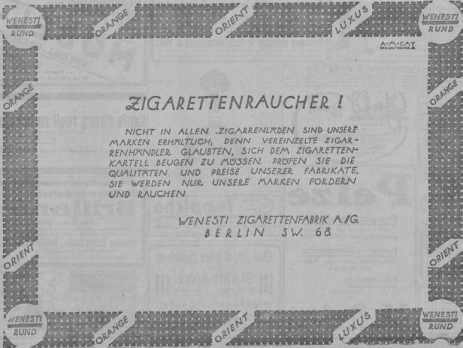 WENESTI
RUND
ORANGE
ORIENT
LUXUS
WENESTI
RUND
ORANGE
ORANGE
ZIGARETTENRAUCHER !
NICHT IN ALLEN ZIGARRENLÄDEN SIND UNSERE
MARKEN ERHÄLTLICH, DENN VEREINZELTE ZIGAR-
RENHÄNDLER GLAUBTEN, SICH DEM ZIGARETTEN-
KARTELL BEUGEN ZU MÜSSEN. PRÜFEN SIE DIE
QUALITÄTEN UND PREISE UNSERER FABRIKATE,
SIE WERDEN NUR UNSERE MARKEN FORDERN
UND RAUCHEN.
WENESTI ZIGARETTENFABRIK A./G.
BERLIN SW. 68
ORIENT
ORIENT
WENESTI
RUND
ORANGE
ORIENT
LUXUS
WENESTI
RUND